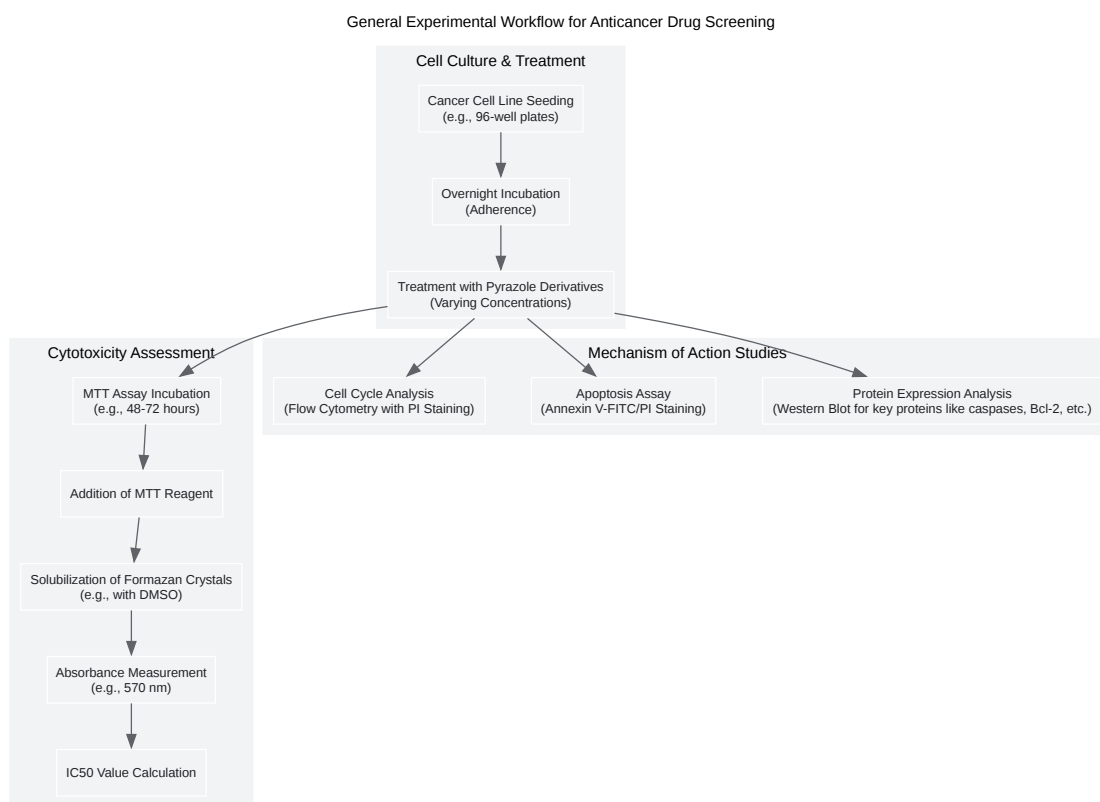 General Experimental Workflow for Anticancer Drug Screening
Cell Culture & Treatment
Cancer Cell Line Seeding
(e.g., 96-well plates)
Overnight Incubation
(Adherence)
Treatment with Pyrazole Derivatives
(Varying Concentrations)
Cytotoxicity Assessment
MTT Assay Incubation
(e.g., 48-72 hours)
Addition of MTT Reagent
Solubilization of Formazan Crystals
(e.g., with DMSO)
Absorbance Measurement
(e.g., 570 nm)
IC50 Value Calculation
Mechanism of Action Studies
Cell Cycle Analysis
(Flow Cytometry with PI Staining)
Apoptosis Assay
(Annexin V-FITC/PI Staining)
Protein Expression Analysis
(Western Blot for key proteins like caspases, Bcl-2, etc.)